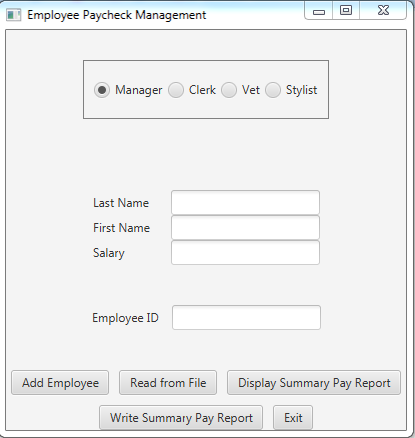 Employee Paycheck Management
Manager Clerk Vet Stylist
Last Name
First Name
Salary
Employee ID
Add Employee Read from File Display Summary Pay Report
Write Summary Pay Report Exit